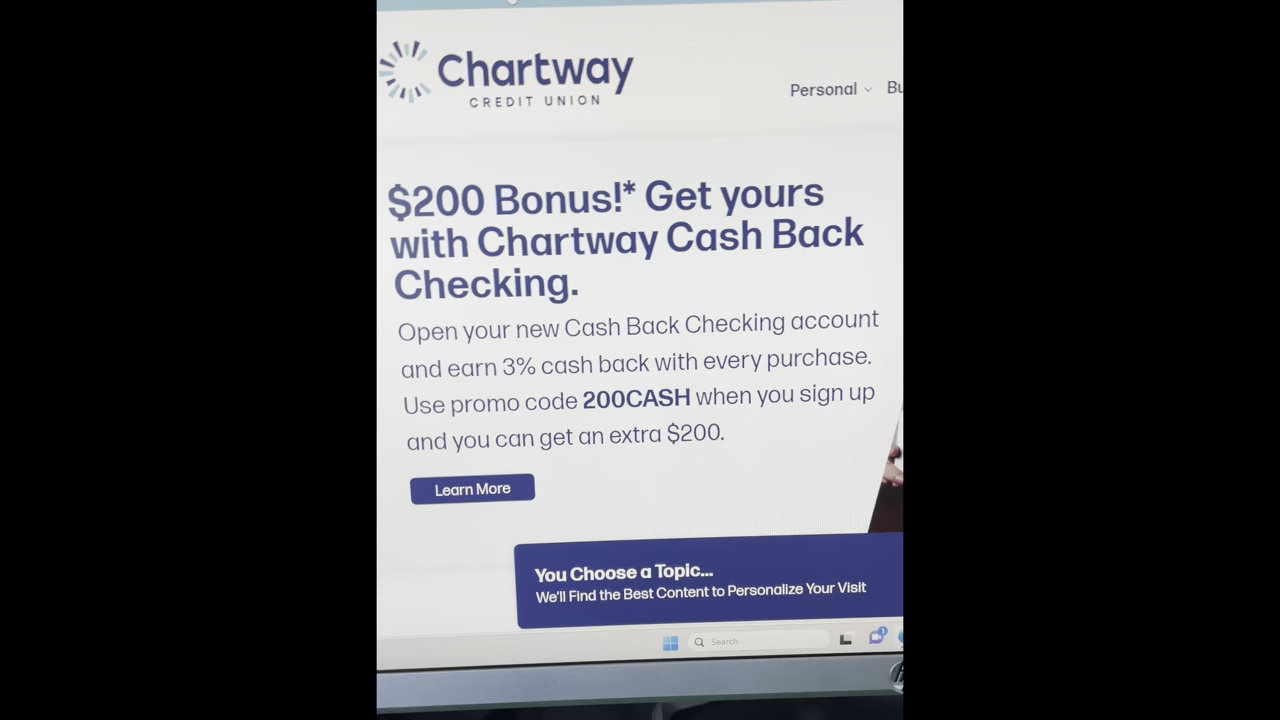 Chartway
CREDIT UNION
Personal
$200 Bonus!* Get yours
with Chartway Cash Back
Checking.
Open your new Cash Back Checking account
and earn 3% cash back with every purchase.
Use promo code 200CASH when you sign up
and you can get an extra $200.
Learn More
You Choose a Topic...
We'll Find the Best Content to Personalize Your Visit
Search
1